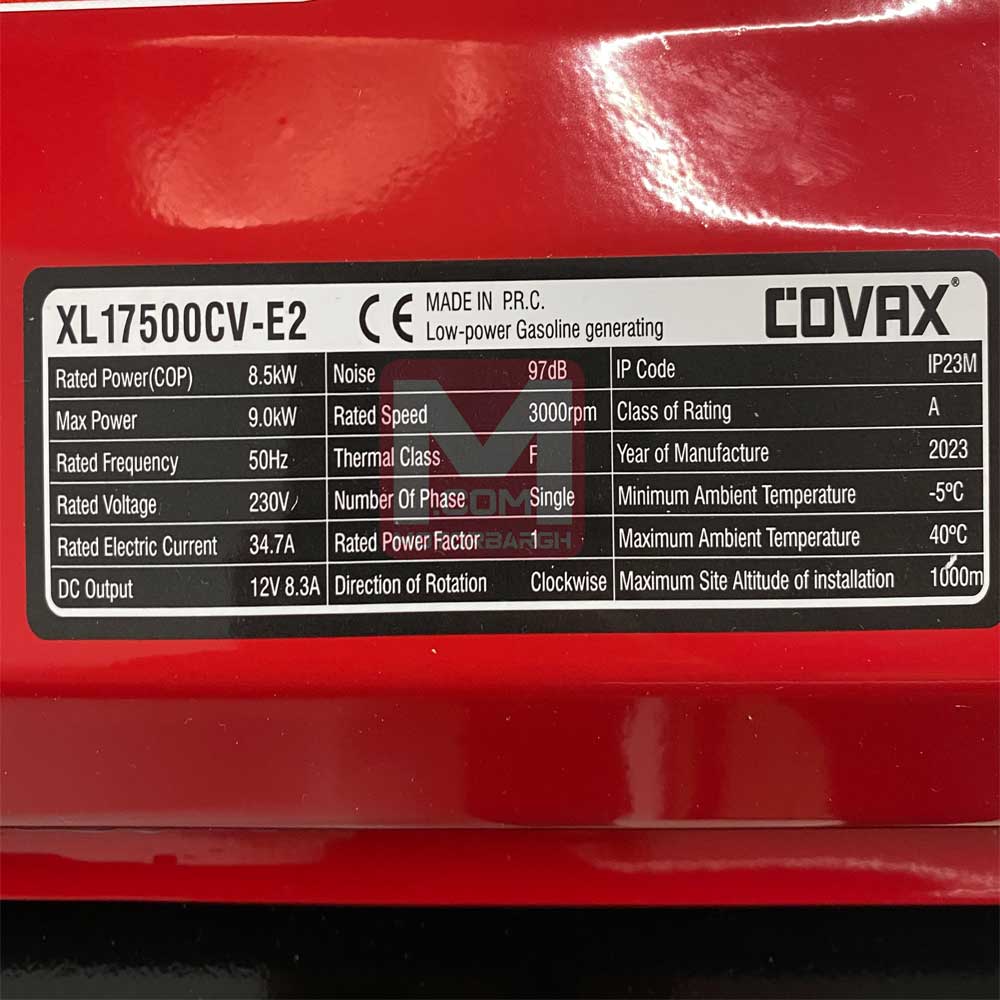 XL17500CV-E2
CE
MADE IN P.R.C.
Low-power Gasoline generating
COVAX®
Rated Power(COP) 8.5kW Noise 97dB IP Code IP23M
Max Power 9.0kW Rated Speed 3000rpm Class of Rating A
Rated Frequency 50Hz Thermal Class F Year of Manufacture 2023
Rated Voltage 230V Number Of Phase Single Minimum Ambient Temperature -5°C
Rated Electric Current 34.7A Rated Power Factor 1 Maximum Ambient Temperature 40°C
DC Output 12V 8.3A Direction of Rotation Clockwise Maximum Site Altitude of installation 1000m
M
.COM